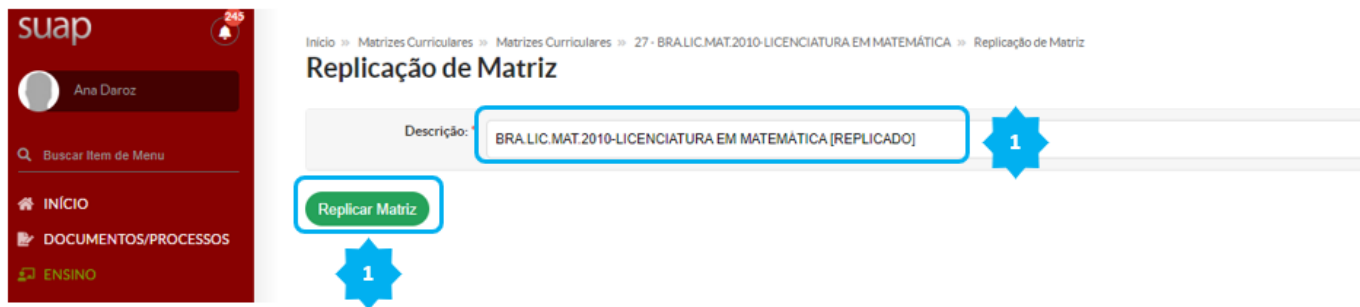 suap
245
Ana Daroz
Buscar Item de Menu
INÍCIO
DOCUMENTOS/PROCESSOS
ENSINO
Início » Matrizes Curriculares » Matrizes Curriculares » 27 - BRA.LIC.MAT.2010-LICENCIATURA EM MATEMÁTICA » Replicação de Matriz
Replicação de Matriz
Descrição: *
BRA.LIC.MAT.2010-LICENCIATURA EM MATEMÁTICA [REPLICADO]
1
Replicar Matriz
1